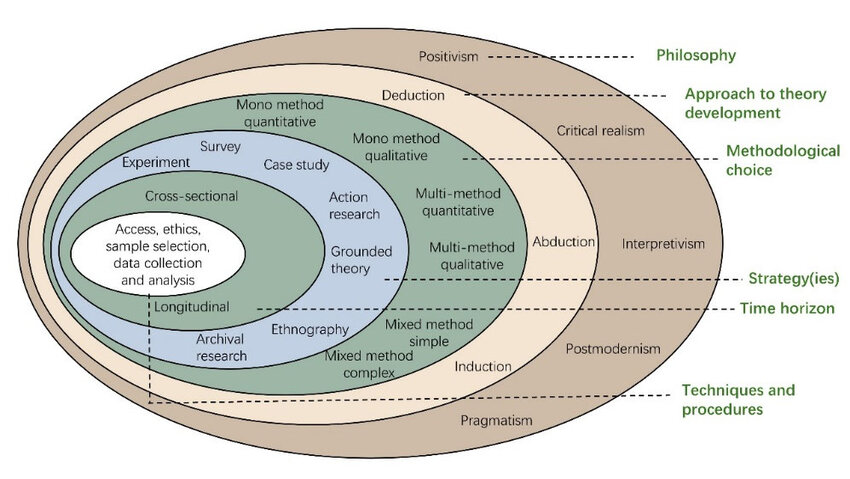 Positivism
Philosophy
Deduction
Approach to theory
development
Mono method
quantitative
Critical realism
Mono method
qualitative
Methodological
choice
Survey
Experiment
Case study
Cross-sectional
Action
research
Multi-method
quantitative
Access, ethics,
sample selection,
data collection
and analysis
Grounded
theory
Multi-method
qualitative
Abduction
Interpretivism
Strategy(ies)
Longitudinal
Time horizon
Ethnography
Archival
research
Mixed method
simple
Mixed method
complex
Postmodernism
Induction
Techniques and
procedures
Pragmatism